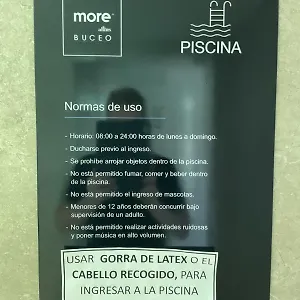 more
BUCEO
PISCINA
Normas de uso
- Horario: 08:00 a 24:00 horas de lunes a domingo.
- Ducharse previo al ingreso.
- Se prohíbe arrojar objetos dentro de la piscina.
- No está permitido fumar, comer y beber dentro
de la piscina.
- No está permitido el ingreso de mascotas.
- Menores de 12 años deberán concurrir bajo
supervisión de un adulto.
- No está permitido realizar actividades ruidosas
y poner música en alto volumen.
USAR GORRA DE LATEX O EL
CABELLO RECOGIDO, PARA
INGRESAR A LA PISCINA